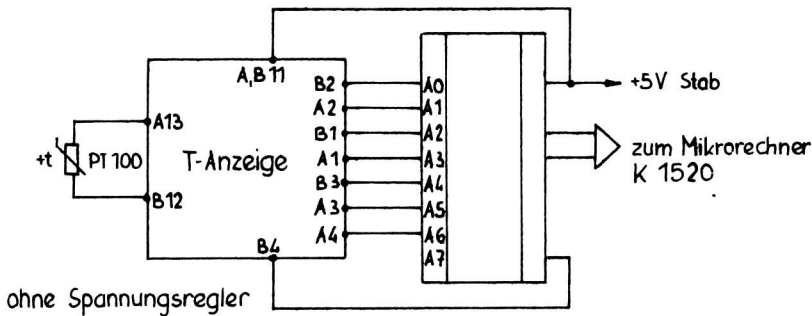 A,B11
A13
+t
PT 100
B12
T-Anzeige
B4
B2
A2
B1
A1
B3
A3
A4
A0
A1
A2
A3
A4
A5
A6
A7
+5V Stab
zum Mikrorechner
K 1520
ohne Spannungsregler